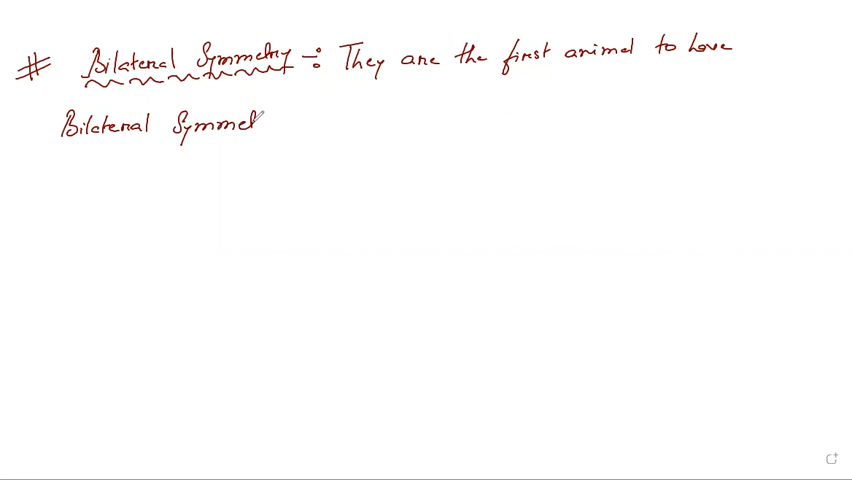 # Bilateral Symmetry :- They are the first animal to have
Bilateral Symmet